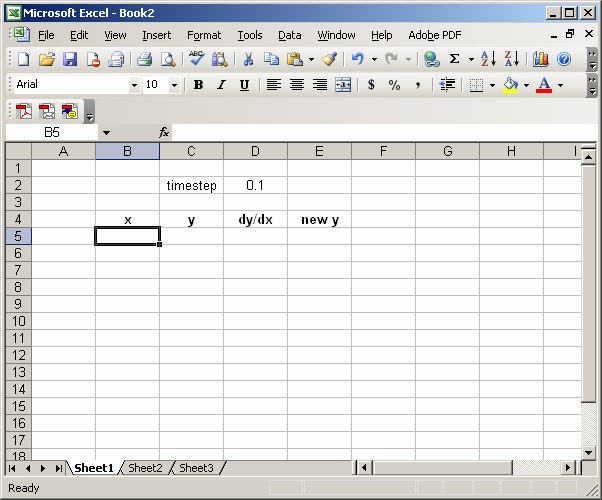 Microsoft Excel - Book2
File Edit View Insert Format Tools Data Window Help Adobe PDF
Arial 10 B I U $ % ,
B5 fx
A B C D E F G H I
1
2 timestep 0.1
3
4 x y dy/dx new y
5
6
7
8
9
10
11
12
13
14
15
16
17
18
Sheet1 Sheet2 Sheet3
Ready